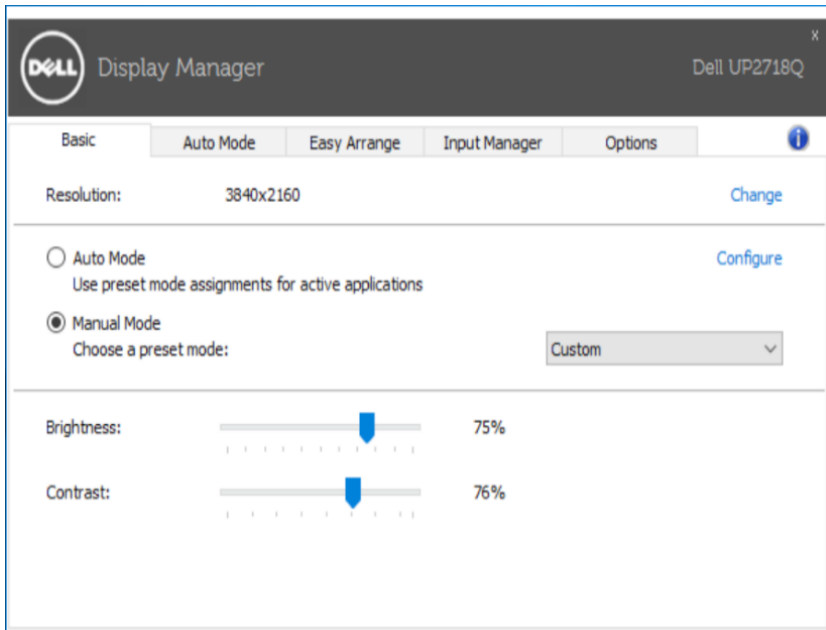 x
DELL Display Manager Dell UP2718Q
Basic Auto Mode Easy Arrange Input Manager Options i
Resolution: 3840x2160 Change
Auto Mode Configure
Use preset mode assignments for active applications
Manual Mode
Choose a preset mode: Custom
Brightness: 75%
Contrast: 76%